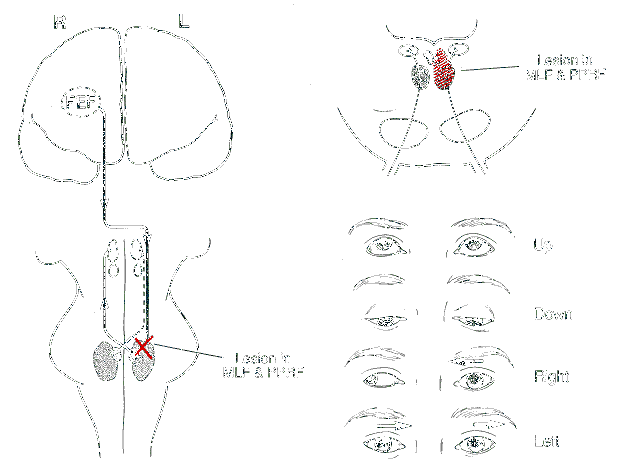 R
L
FEF
Lesion in
MLF & PPRF
Lesion in
MLF & PPRF
Up
Down
Right
Left